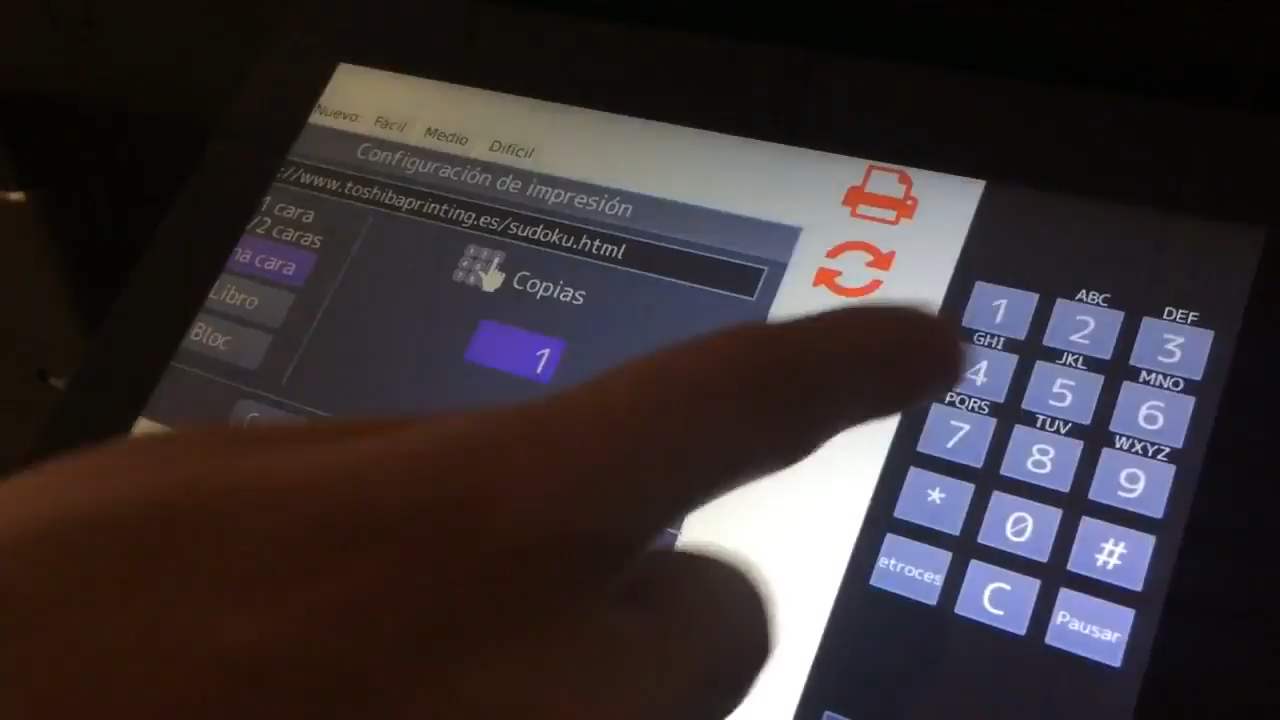 Nuevo: Fácil Medio Difícil
Configuración de impresión
://www.toshibaprinting.es/sudoku.html
1 cara
/2 caras
na cara
Libro
Bloc
Copias
1
1
ABC
2
DEF
3
GHI
4
JKL
5
MNO
6
PQRS
7
TUV
8
WXYZ
9
*
0
#
etroces
C
Pausar